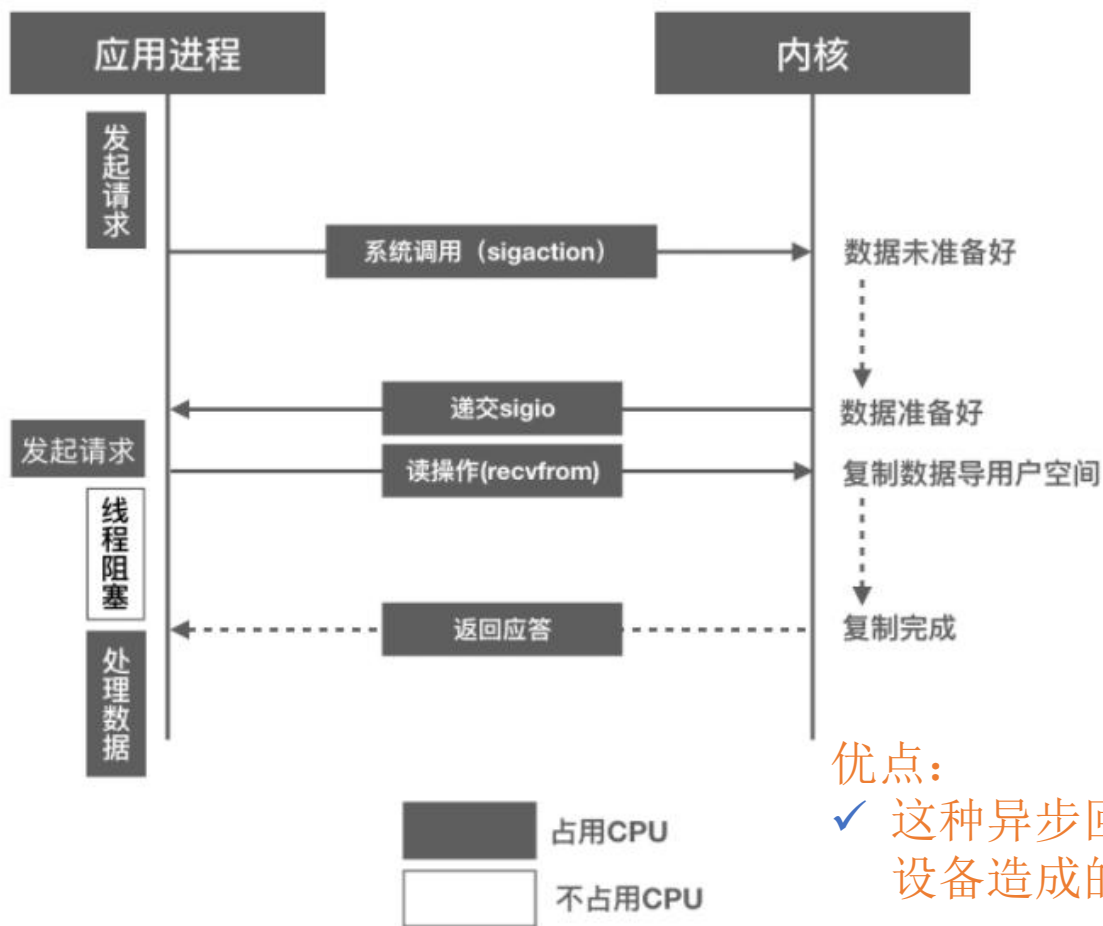 应用进程
内核
发起请求
系统调用（sigaction）
数据未准备好
递交sigio
数据准备好
发起请求
读操作(recvfrom)
复制数据导用户空间
线程阻塞
返回应答
复制完成
处理数据
优点：
✓ 这种异步回
设备造成的
占用CPU
不占用CPU